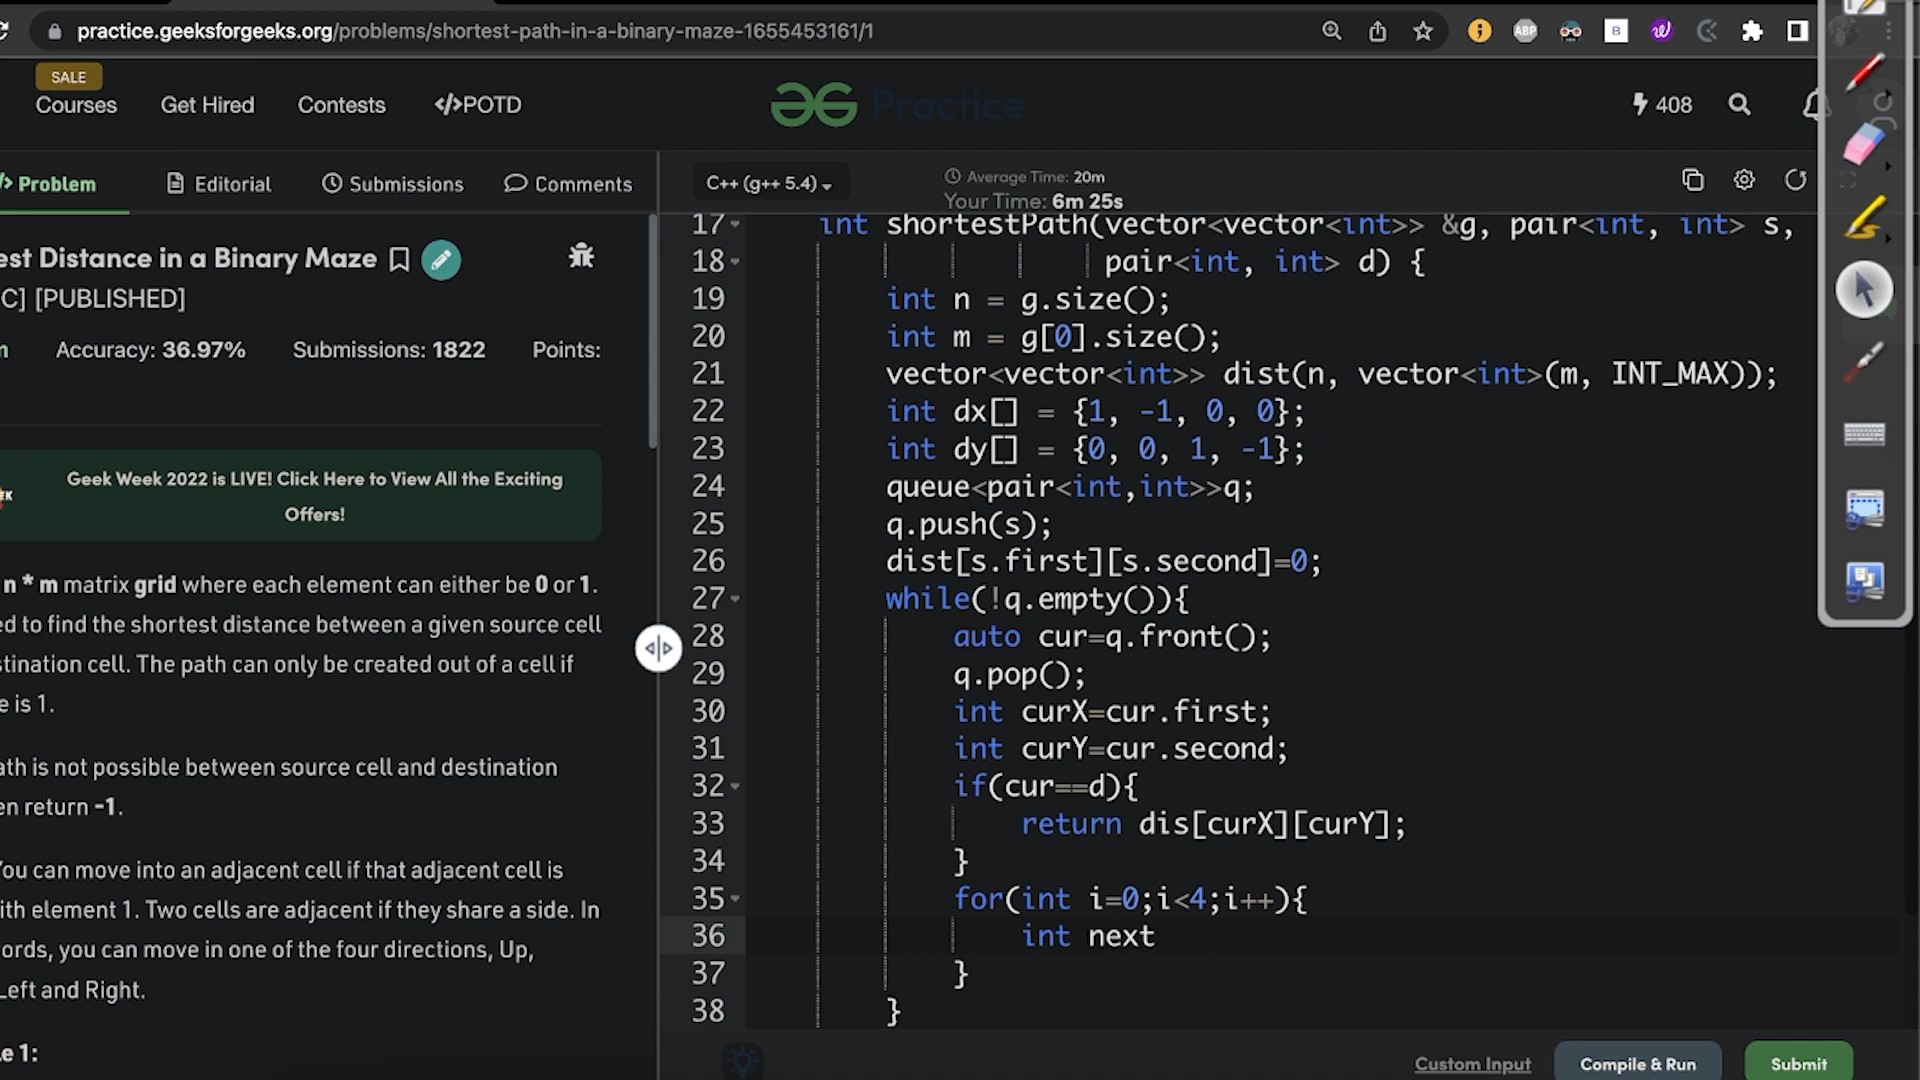 practice.geeksforgeeks.org/problems/shortest-path-in-a-binary-maze-1655453161/1
ABP
B
SALE
Courses
Get Hired
Contests
</>POTD
Practice
408
Problem
Editorial
Submissions
Comments
C++ (g++ 5.4)
Average Time: 20m
Your Time: 6m 25s
est Distance in a Binary Maze
C] [PUBLISHED]
Accuracy: 36.97%
Submissions: 1822
Points:
Geek Week 2022 is LIVE! Click Here to View All the Exciting
Offers!
n * m matrix grid where each element can either be 0 or 1.
ed to find the shortest distance between a given source cell
stination cell. The path can only be created out of a cell if
e is 1.
ath is not possible between source cell and destination
en return -1.
You can move into an adjacent cell if that adjacent cell is
ith element 1. Two cells are adjacent if they share a side. In
ords, you can move in one of the four directions, Up,
Left and Right.
le 1:
17 int shortestPath(vector<vector<int>> &g, pair<int, int> s,
18 pair<int, int> d) {
19 int n = g.size();
20 int m = g[0].size();
21 vector<vector<int>> dist(n, vector<int>(m, INT_MAX));
22 int dx[] = {1, -1, 0, 0};
23 int dy[] = {0, 0, 1, -1};
24 queue<pair<int,int>>q;
25 q.push(s);
26 dist[s.first][s.second]=0;
27 while(!q.empty()){
28 auto cur=q.front();
29 q.pop();
30 int curX=cur.first;
31 int curY=cur.second;
32 if(cur==d){
33 return dis[curX][curY];
34 }
35 for(int i=0;i<4;i++){
36 int next
37 }
38 }
Custom Input
Compile & Run
Submit